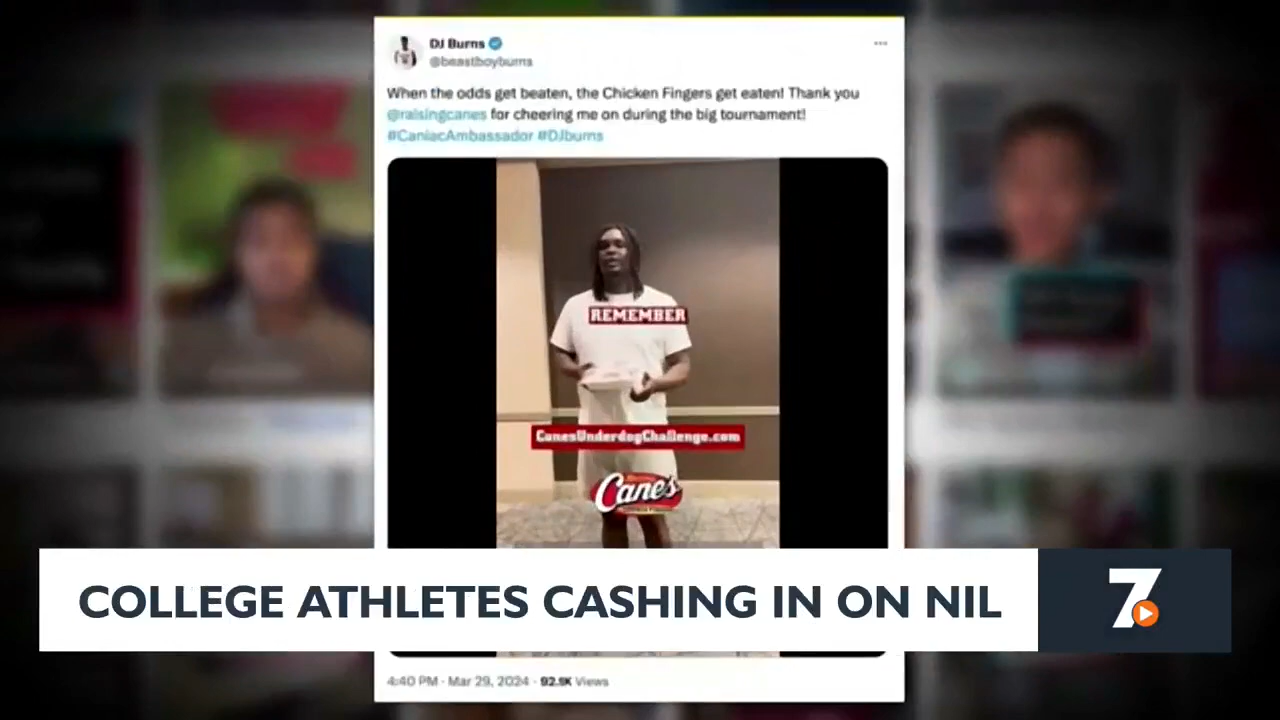 DJ Burns
@beastboyburns
When the odds get beaten, the Chicken Fingers get eaten! Thank you
@raisingcanes for cheering me on during the big tournament!
#CaniacAmbassador #DJburns
REMEMBER
CanesUnderdogChallenge.com
Cane's
COLLEGE ATHLETES CASHING IN ON NIL
7
4:40 PM · Mar 29, 2024 · 92.9K Views